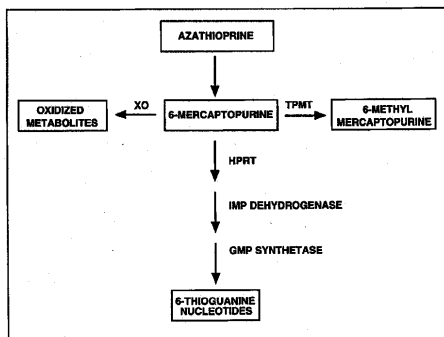 AZATHIOPRINE
XO
TPMT
OXIDIZED
METABOLITES
6-MERCAPTOPURINE
6-METHYL
MERCAPTOPURINE
HPRT
IMP DEHYDROGENASE
GMP SYNTHETASE
6-THIOGUANINE
NUCLEOTIDES